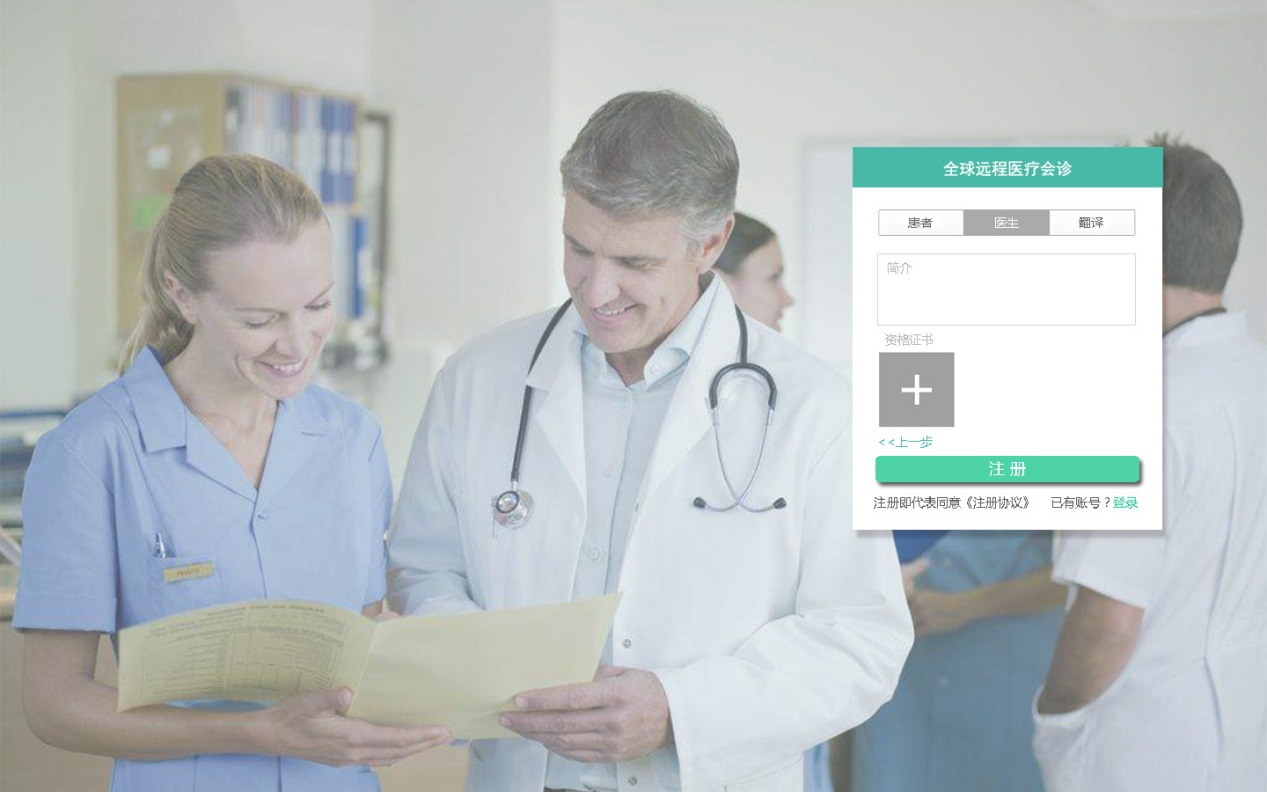 全球远程医疗会诊
患者 医生 翻译
简介
资格证书
<<上一步
注 册
注册即代表同意《注册协议》 已有账号？登录